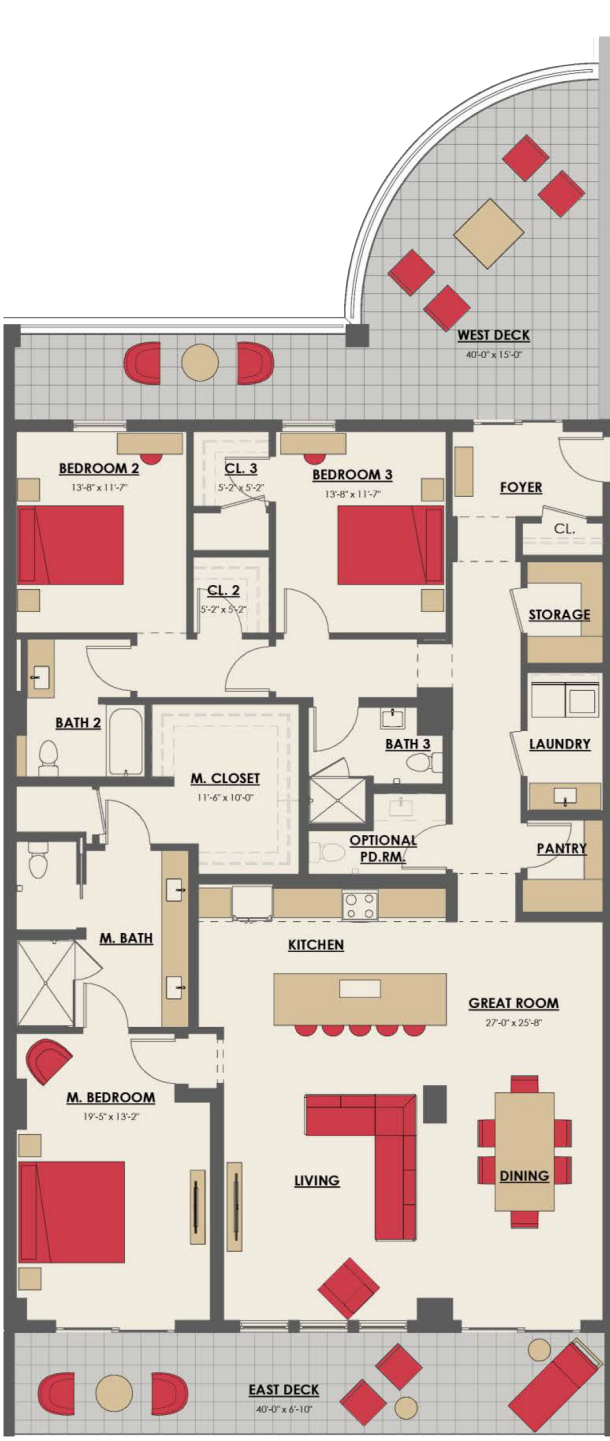 WEST DECK
40'-0" x 15'-0"
BEDROOM 2
13'-8" x 11'-7"
CL. 3
5'-2" x 5'-2"
BEDROOM 3
13'-8" x 11'-7"
FOYER
CL.
CL. 2
5'-2" x 5'-2"
STORAGE
BATH 2
BATH 3
LAUNDRY
M. CLOSET
11'-6" x 10'-0"
OPTIONAL
PD.RM.
PANTRY
M. BATH
KITCHEN
GREAT ROOM
27'-0" x 25'-8"
M. BEDROOM
19'-5" x 13'-2"
LIVING
DINING
EAST DECK
40'-0" x 6'-10"